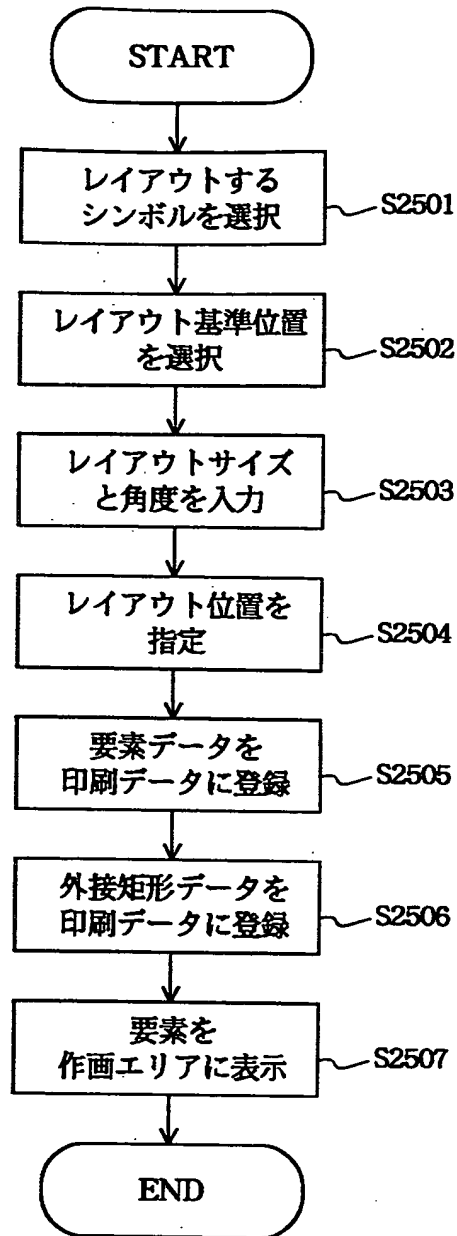 START
レイアウトする
シンボルを選択
S2501
レイアウト基準位置
を選択
S2502
レイアウトサイズ
と角度を入力
S2503
レイアウト位置を
指定
S2504
要素データを
印刷データに登録
S2505
外接矩形データを
印刷データに登録
S2506
要素を
作画エリアに表示
S2507
END